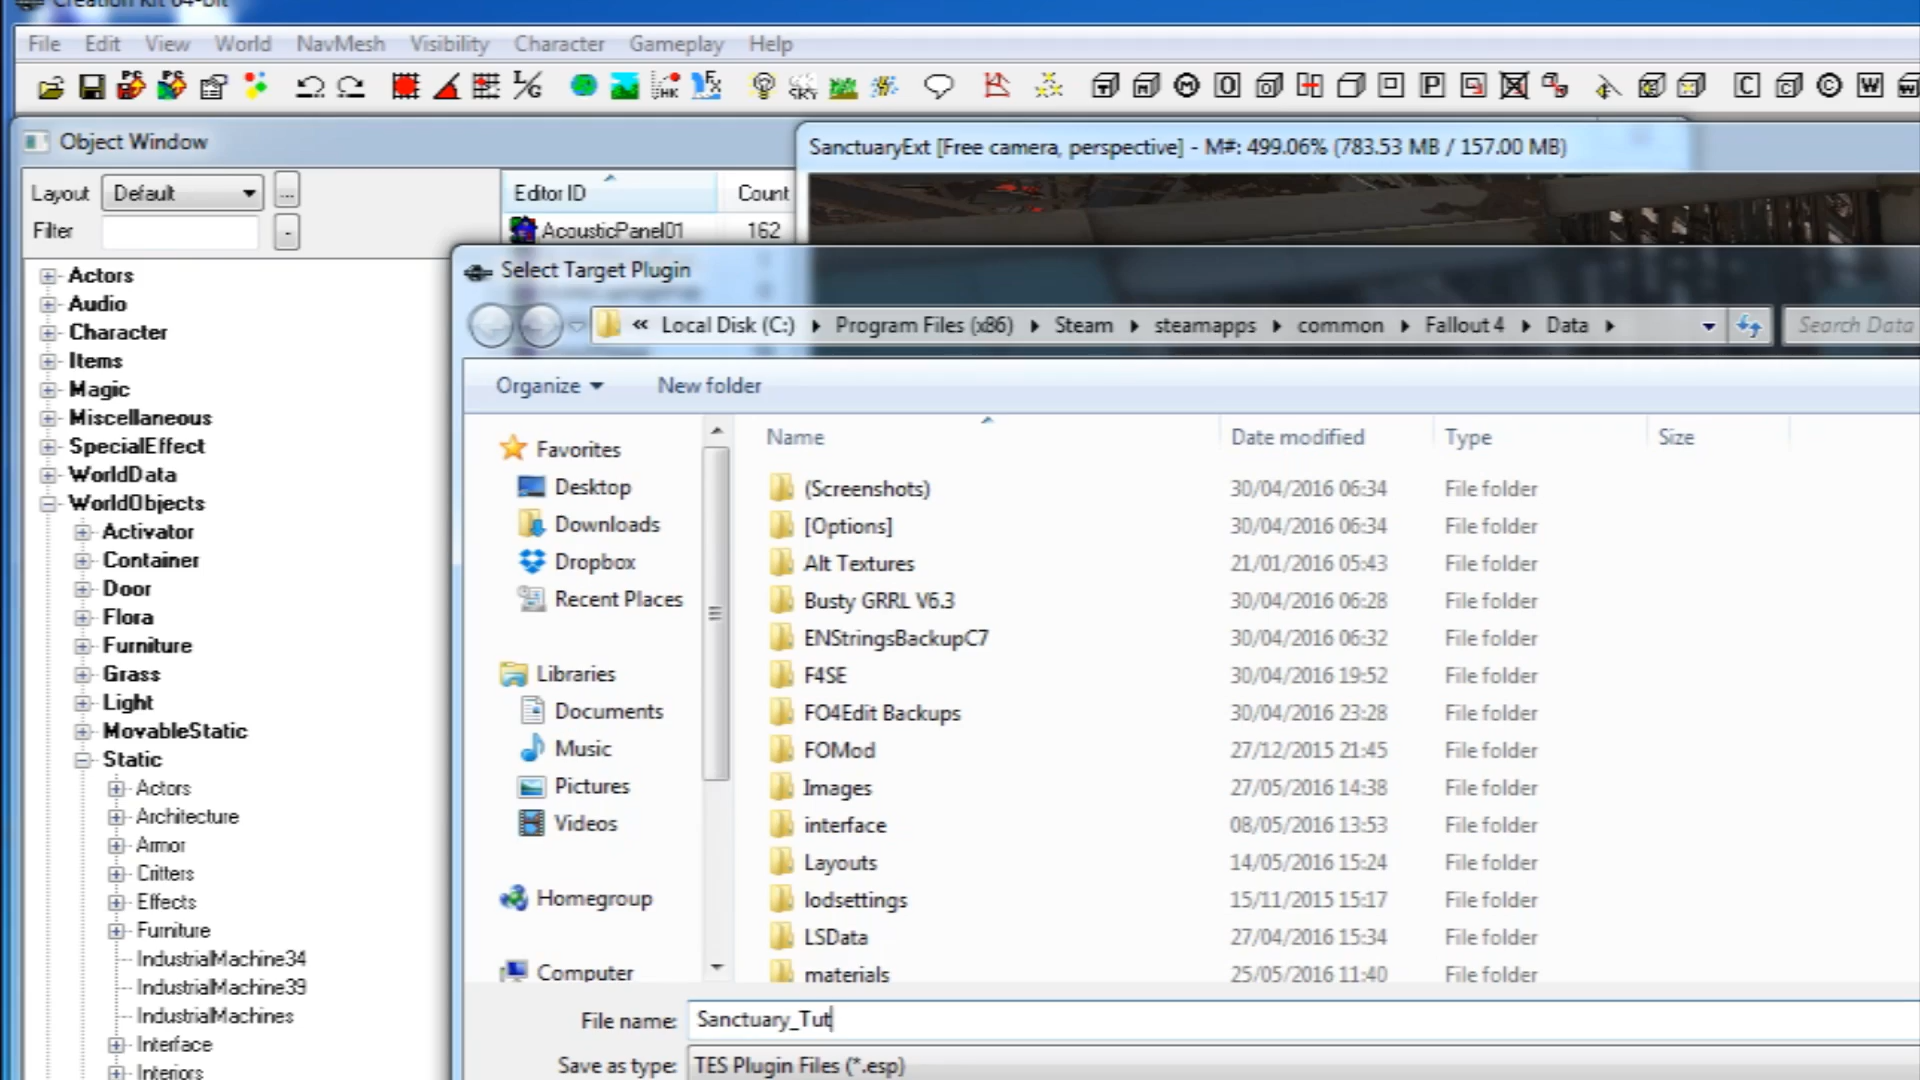 Creation Kit 64-bit
File Edit View World NavMesh Visibility Character Gameplay Help
Object Window
SanctuaryExt [Free camera, perspective] - M#: 499.06% (783.53 MB / 157.00 MB)
Layout Default ...
Editor ID Count
Filter -
AcousticPanel01 162
Select Target Plugin
« Local Disk (C:) Program Files (x86) Steam steamapps common Fallout 4 Data Search Data
Organize New folder
Name Date modified Type Size
Actors
Audio
Character
Items
Magic
Miscellaneous
SpecialEffect
WorldData
WorldObjects
Activator
Container
Door
Flora
Furniture
Grass
Light
MovableStatic
Static
Actors
Architecture
Armor
Critters
Effects
Furniture
IndustrialMachine34
IndustrialMachine39
IndustrialMachines
Interface
Interiors
Favorites
Desktop
Downloads
Dropbox
Recent Places
Libraries
Documents
Music
Pictures
Videos
Homegroup
Computer
(Screenshots) 30/04/2016 06:34 File folder
[Options] 30/04/2016 06:34 File folder
Alt Textures 21/01/2016 05:43 File folder
Busty GRRL V6.3 30/04/2016 06:28 File folder
ENStringsBackupC7 30/04/2016 06:32 File folder
F4SE 30/04/2016 19:52 File folder
FO4Edit Backups 30/04/2016 23:28 File folder
FOMod 27/12/2015 21:45 File folder
Images 27/05/2016 14:38 File folder
interface 08/05/2016 13:53 File folder
Layouts 14/05/2016 15:24 File folder
lodsettings 15/11/2015 15:17 File folder
LSData 27/04/2016 15:34 File folder
materials 25/05/2016 11:40 File folder
File name: Sanctuary_Tut
Save as type: TES Plugin Files (*.esp)